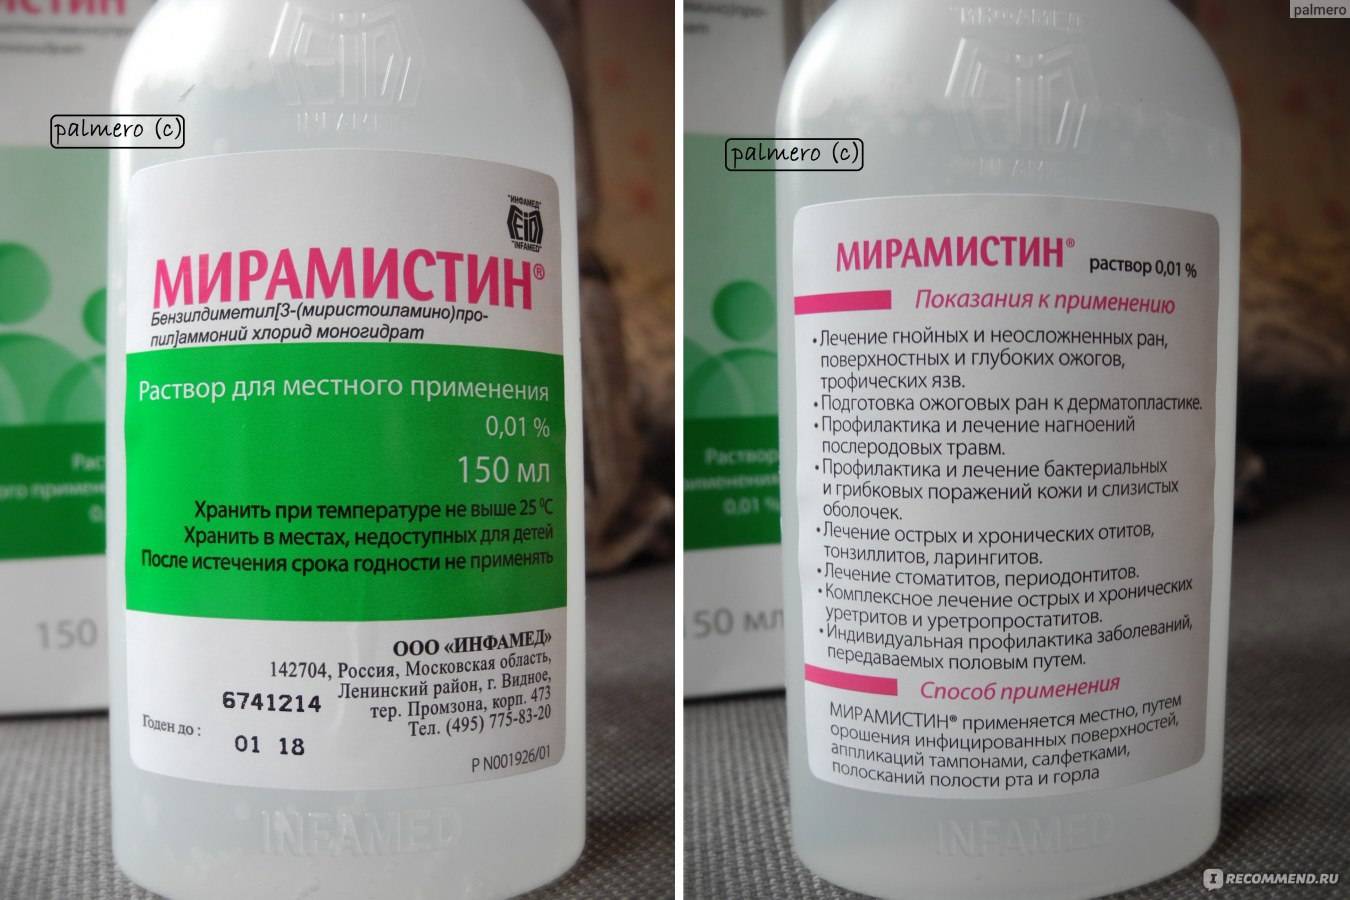 palmero (c)
"ИНФАМЕД"
"INFAMED"
МИРАМИСТИН®
Бензилдиметил[3-(миристоиламино)про-
пил]аммоний хлорид моногидрат
Раствор для местного применения
0,01 %
150 мл
Хранить при температуре не выше 25 ⁰C
Хранить в местах, недоступных для детей
После истечения срока годности не применять
ООО «ИНФАМЕД»
142704, Россия, Московская область,
Ленинский район, г. Видное,
тер. Промзона, корп. 473
Тел. (495) 775-83-20
6741214
Годен до :
01 18
P N001926/01
INFAMED
150
palmero
palmero (c)
"ИНФАМЕД"
INFAMED
МИРАМИСТИН®
раствор 0,01 %
Показания к применению
• Лечение гнойных и неосложненных ран,
поверхностных и глубоких ожогов,
трофических язв.
• Подготовка ожоговых ран к дерматопластике.
• Профилактика и лечение нагноений
послеродовых травм.
• Профилактика и лечение бактериальных
и грибковых поражений кожи и слизистых
оболочек.
• Лечение острых и хронических отитов,
тонзиллитов, ларингитов.
• Лечение стоматитов, периодонтитов.
• Комплексное лечение острых и хронических
уретритов и уретропростатитов.
• Индивидуальная профилактика заболеваний,
передаваемых половым путем.
Способ применения
МИРАМИСТИН® применяется местно, путем
орошения инфицированных поверхностей,
аппликаций тампонами, салфетками,
полосканий полости рта и горла
INFAMED
Раствор
0,01 %
50 мл
IRECOMMEND.RU